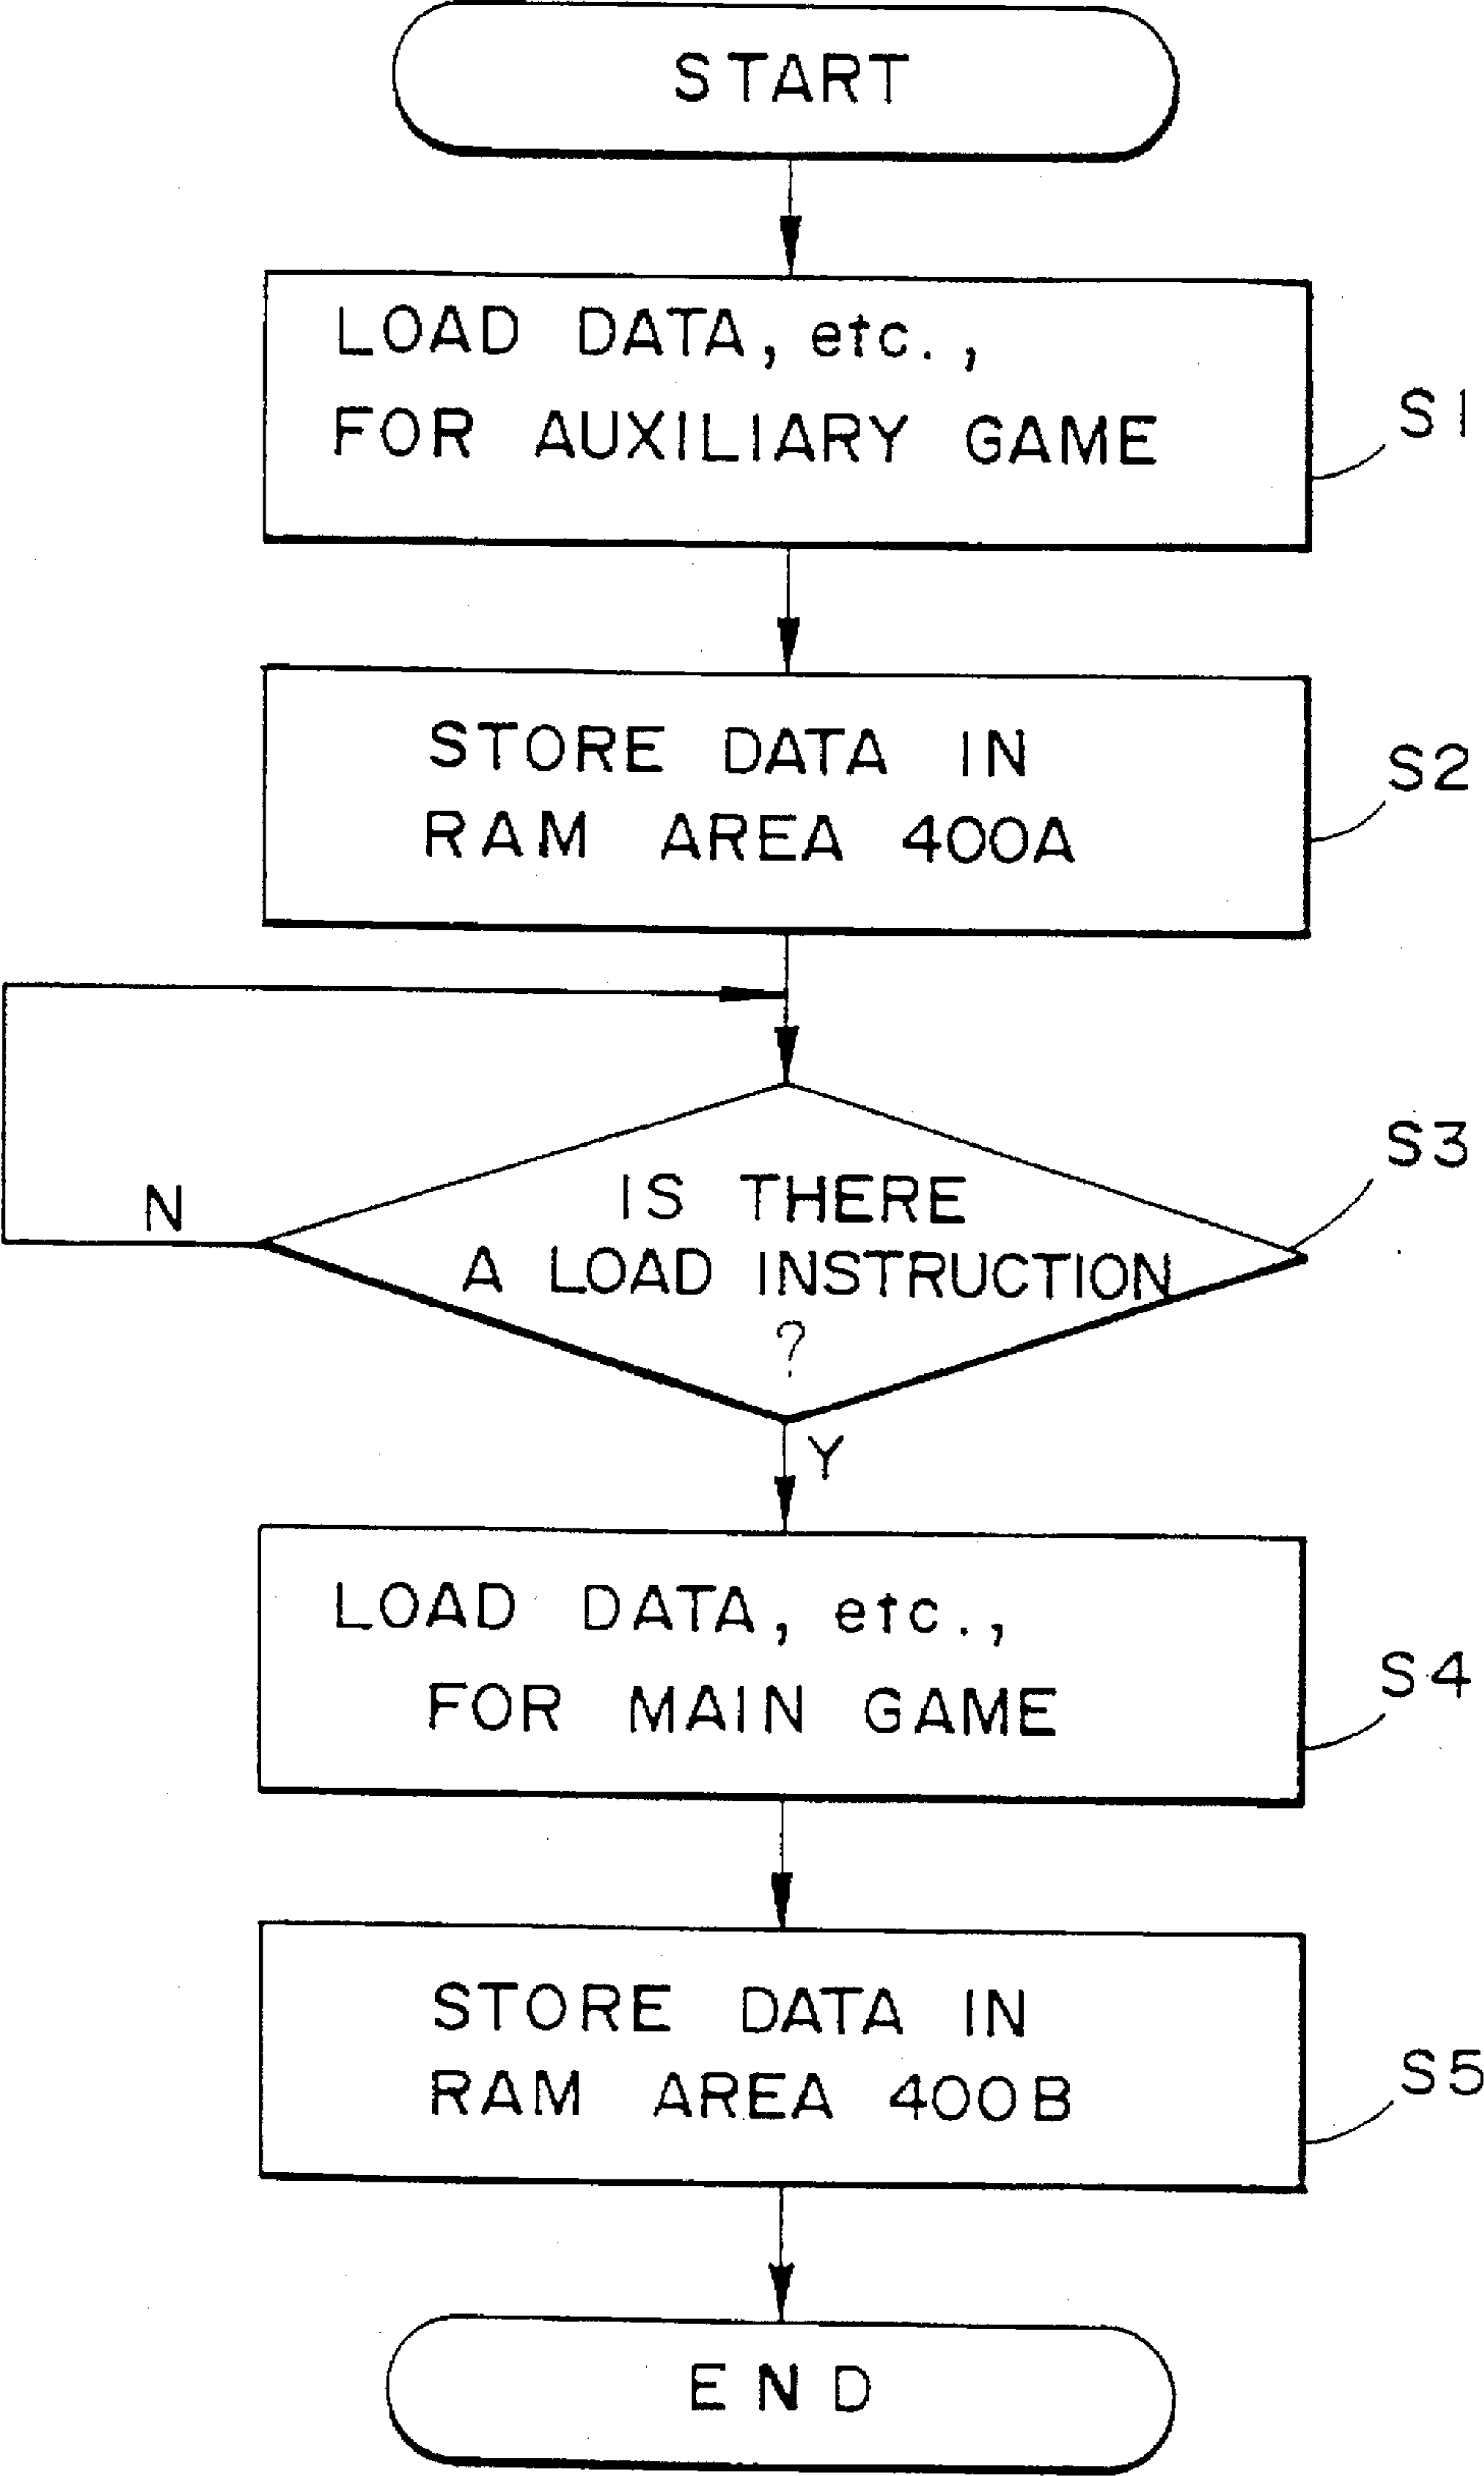 START
LOAD DATA, etc.,
FOR AUXILIARY GAME
S1
STORE DATA IN
RAM AREA 400A
S2
IS THERE
A LOAD INSTRUCTION
?
S3
N
Y
LOAD DATA, etc.,
FOR MAIN GAME
S4
STORE DATA IN
RAM AREA 400B
S5
END